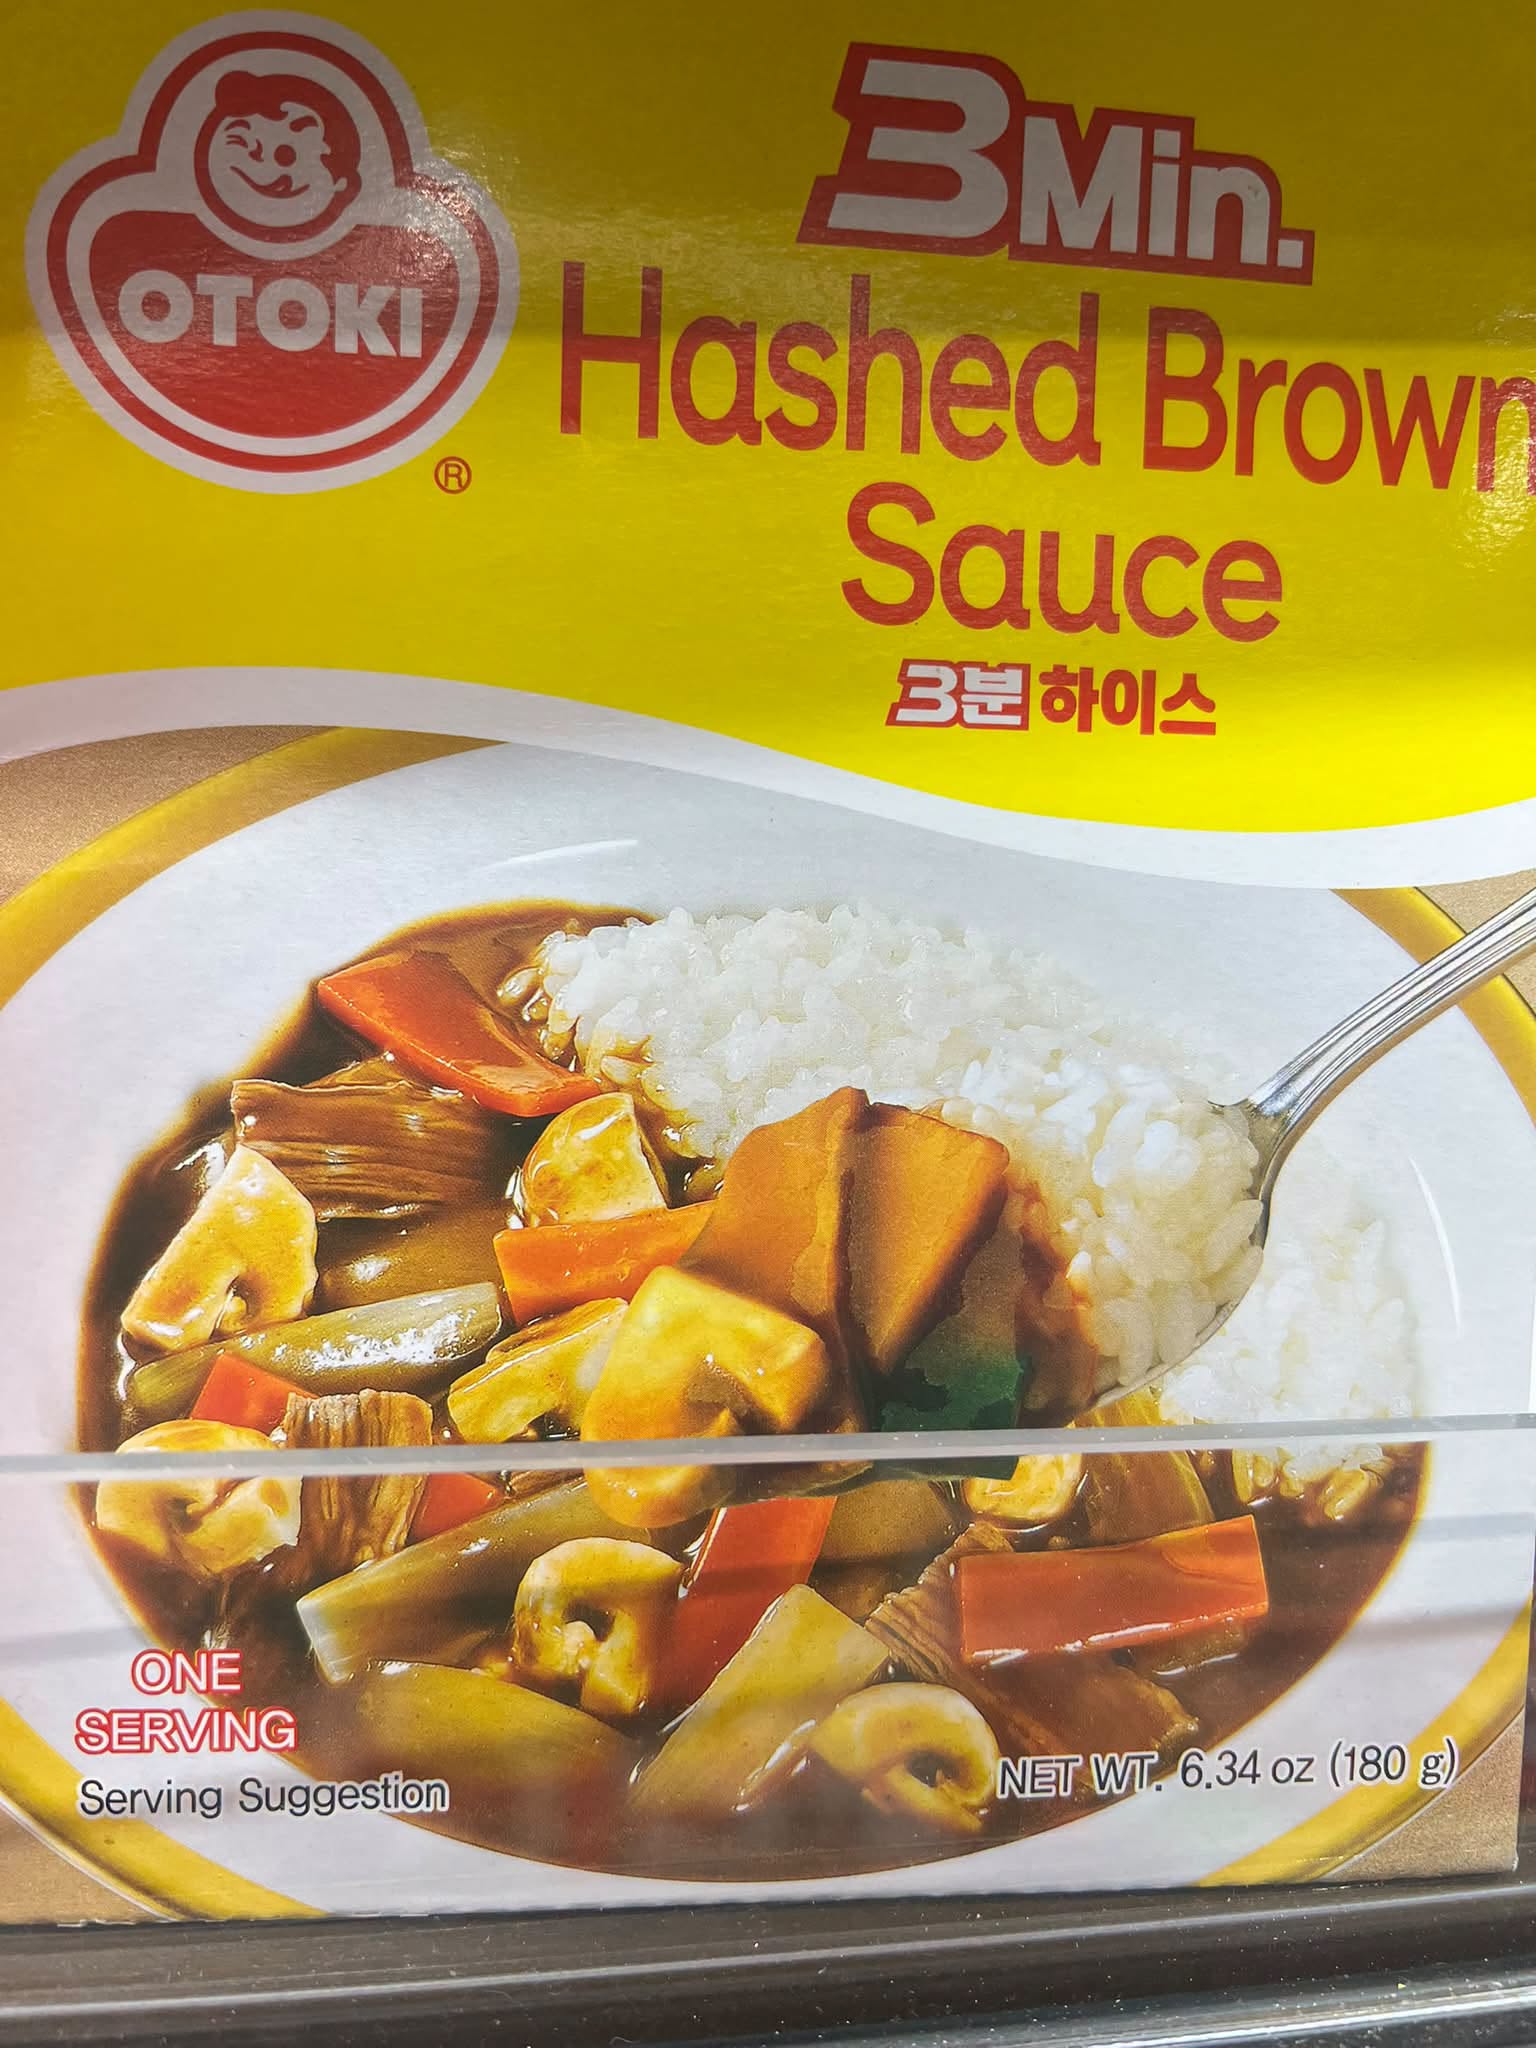 OTOKI
®
3Min.
Hashed Brown
Sauce
3분 하이스
ONE
SERVING
Serving Suggestion
NET WT. 6.34 oz (180 g)